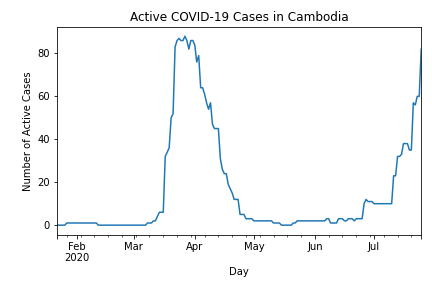 Active COVID-19 Cases in Cambodia
Number of Active Cases
80
60
40
20
0
Feb Mar Apr May Jun Jul
2020
Day